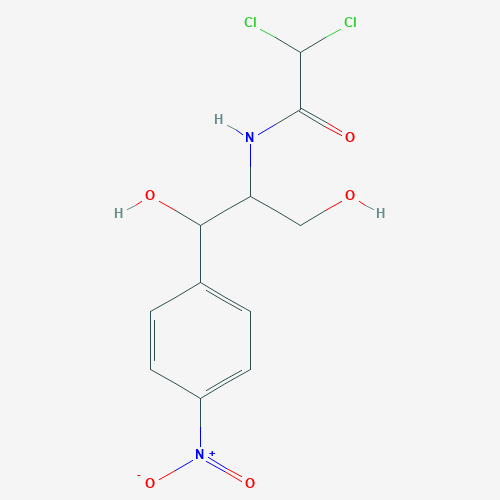 Cl Cl
H
N O
H O O H
N +
- O O